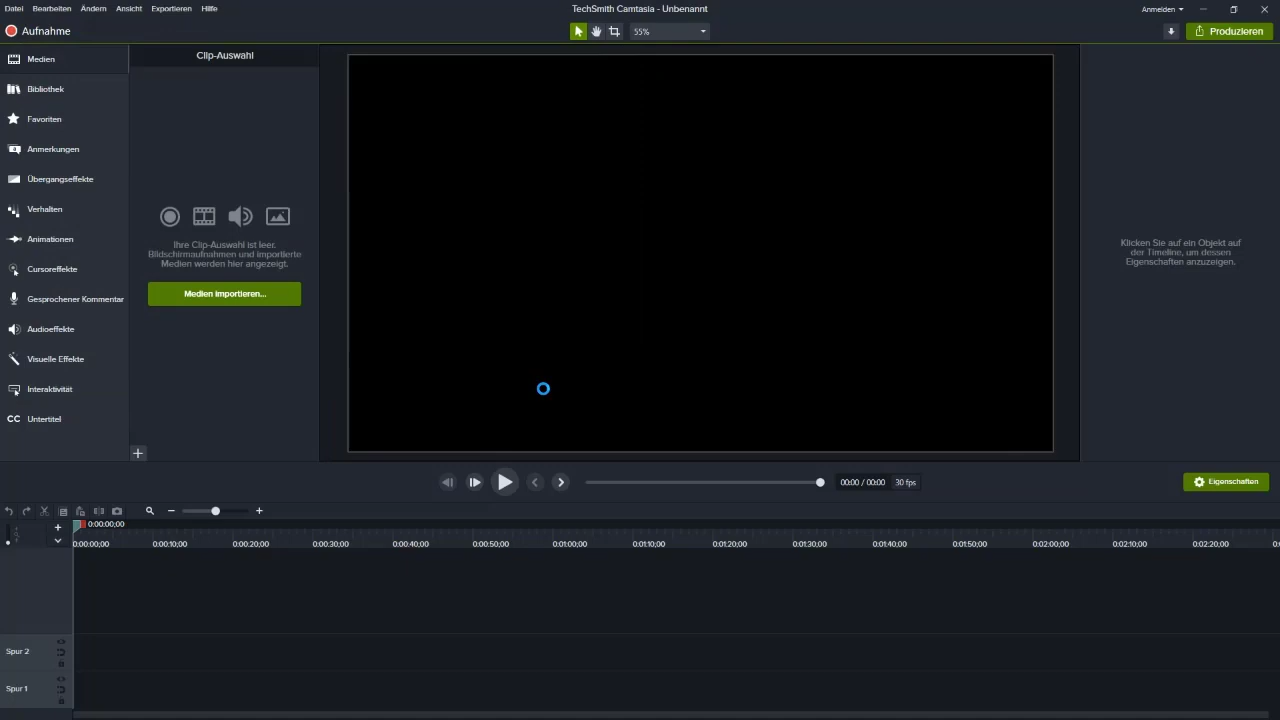 Datei Bearbeiten Ändern Ansicht Exportieren Hilfe TechSmith Camtasia - Unbenannt Anmelden
Aufnahme 55% Produzieren
Medien
Bibliothek
Favoriten
Anmerkungen
Übergangseffekte
Verhalten
Animationen
Cursoreffekte
Gesprochener Kommentar
Audioeffekte
Visuelle Effekte
Interaktivität
CC Untertitel
Clip-Auswahl
Ihre Clip-Auswahl ist leer.
Bildschirmaufnahmen und importierte
Medien werden hier angezeigt.
Medien importieren...
Klicken Sie auf ein Objekt auf
der Timeline, um dessen
Eigenschaften anzuzeigen.
00:00 / 00:00 30 fps Eigenschaften
0:00:00;00
0:00:00;00 0:00:10;00 0:00:20;00 0:00:30;00 0:00:40;00 0:00:50;00 0:01:00;00 0:01:10;00 0:01:20;00 0:01:30;00 0:01:40;00 0:01:50;00 0:02:00;00 0:02:10;00 0:02:20;00
Spur 2
Spur 1